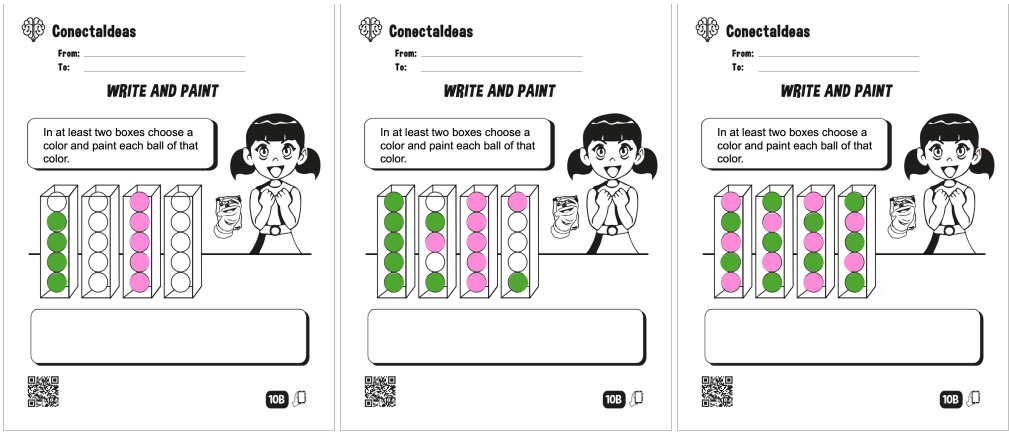 ConectaIdeas
From:
To:
WRITE AND PAINT
In at least two boxes choose a
color and paint each ball of that
color.
10B
ConectaIdeas
From:
To:
WRITE AND PAINT
In at least two boxes choose a
color and paint each ball of that
color.
10B
ConectaIdeas
From:
To:
WRITE AND PAINT
In at least two boxes choose a
color and paint each ball of that
color.
10B